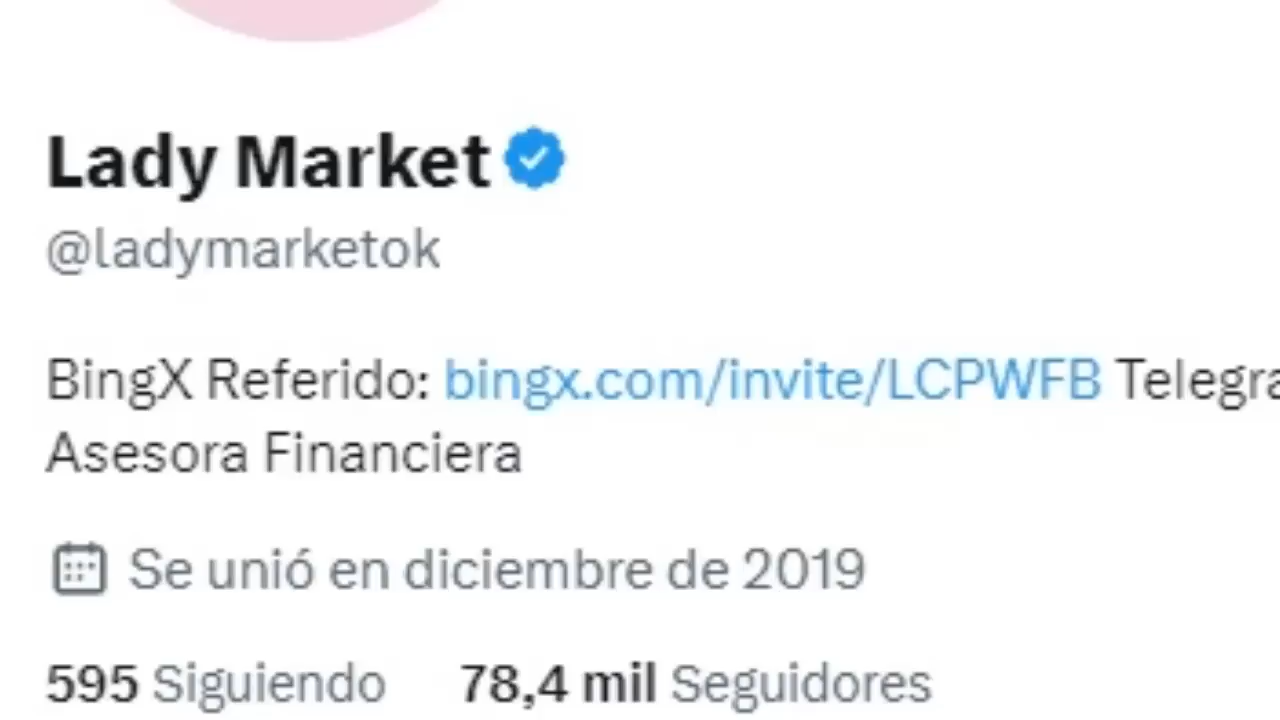 Lady Market
@ladymarketok
BingX Referido: bingx.com/invite/LCPWFB
Asesora Financiera
Se unió en diciembre de 2019
595 Siguiendo 78,4 mil Seguidores